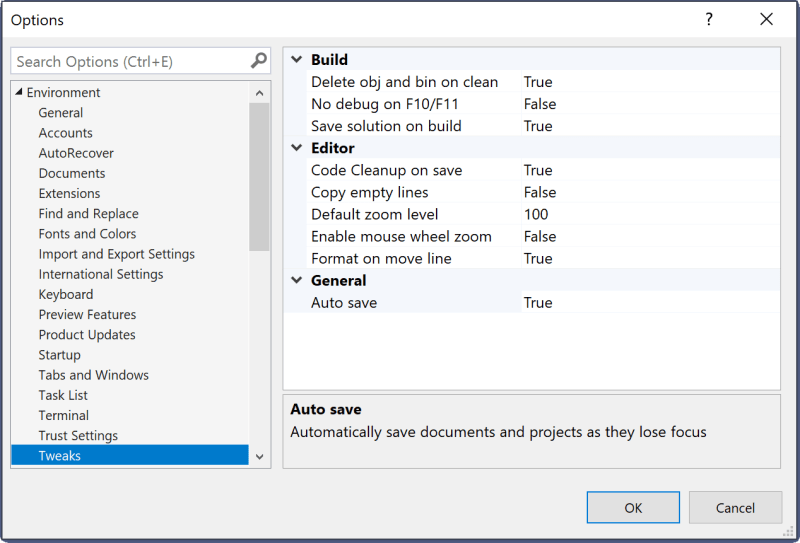 Options
?
Search Options (Ctrl+E)
Environment
General
Accounts
AutoRecover
Documents
Extensions
Find and Replace
Fonts and Colors
Import and Export Settings
International Settings
Keyboard
Preview Features
Product Updates
Startup
Tabs and Windows
Task List
Terminal
Trust Settings
Tweaks
Build
Delete obj and bin on clean True
No debug on F10/F11 False
Save solution on build True
Editor
Code Cleanup on save True
Copy empty lines False
Default zoom level 100
Enable mouse wheel zoom False
Format on move line True
General
Auto save True
Auto save
Automatically save documents and projects as they lose focus
OK Cancel